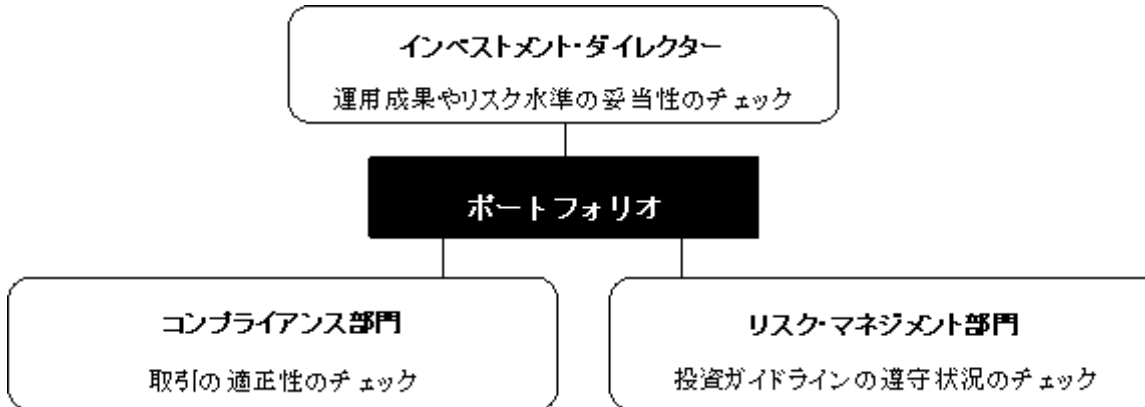 インベストメント・ダイレクター
運用成果やリスク水準の妥当性のチェック
ポートフォリオ
コンプライアンス部門
取引の適正性のチェック
リスク・マネジメント部門
投資ガイドラインの遵守状況のチェック